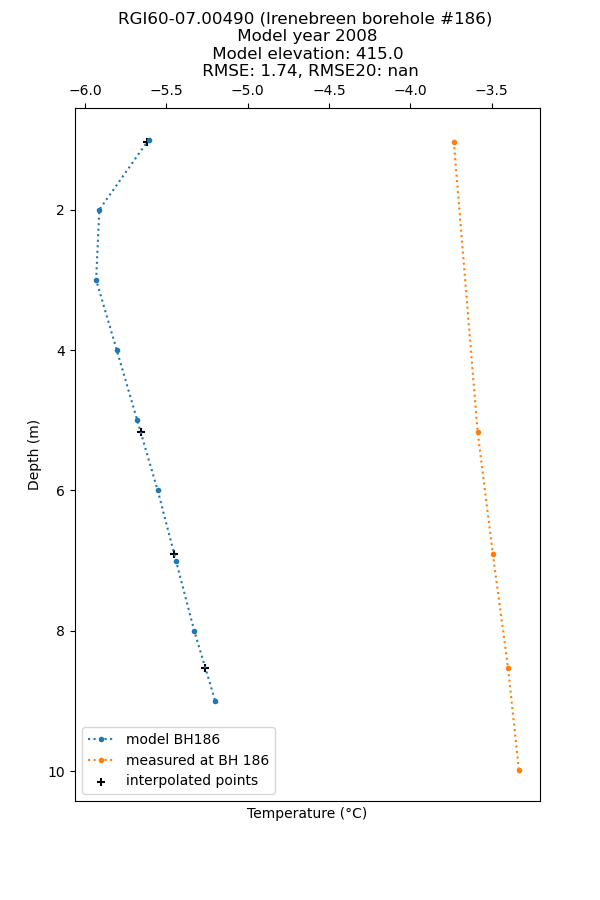 RGI60-07.00490 (Irenebreen borehole #186)
Model year 2008
Model elevation: 415.0
RMSE: 1.74, RMSE20: nan
−6.0 −5.5 −5.0 −4.5 −4.0 −3.5
2
4
6
8
10
Depth (m)
model BH186
measured at BH 186
interpolated points
Temperature (°C)